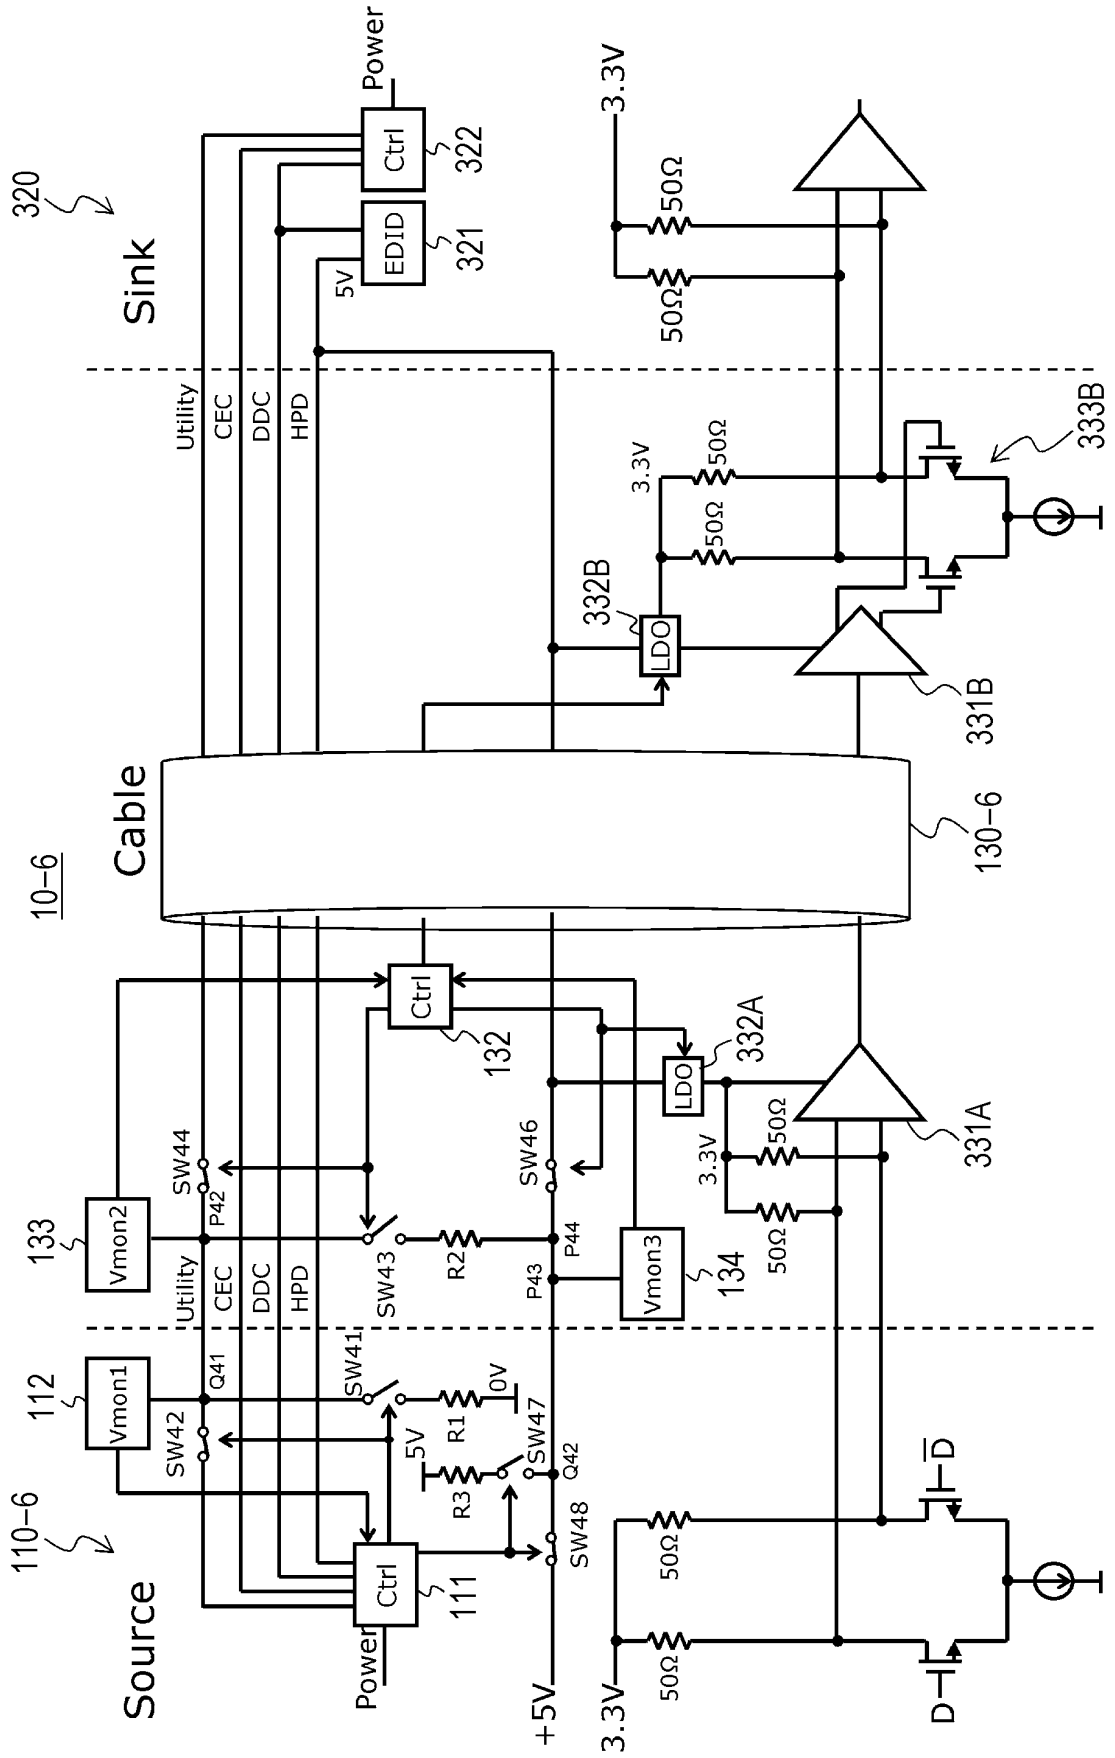 10-6
Source
Cable
Sink
110-6
320
112
Vmon1
133
Vmon2
SW42
Q41
Utility
P42
SW44
Utility
CEC
CEC
DDC
DDC
HPD
HPD
Power
Ctrl
111
SW41
R1
0V
5V
R3
SW47
Q42
SW48
SW43
R2
P43
P44
SW46
Ctrl
132
5V
EDID
321
Ctrl
322
Power
+5V
Vmon3
134
LDO
332A
3.3V
50Ω
50Ω
331A
130-6
LDO
332B
3.3V
50Ω
50Ω
331B
333B
3.3V
50Ω
50Ω
3.3V
50Ω
50Ω
D
D̅